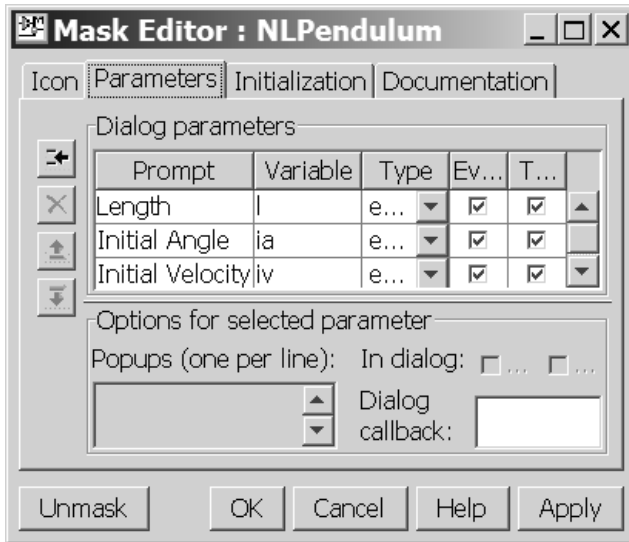 Mask Editor : NLPendulum
Icon Parameters Initialization Documentation
Dialog parameters
Prompt Variable Type Ev... T...
Length l e...
Initial Angle ia e...
Initial Velocity iv e...
Options for selected parameter
Popups (one per line): In dialog: ... ...
Dialog
callback:
Unmask OK Cancel Help Apply